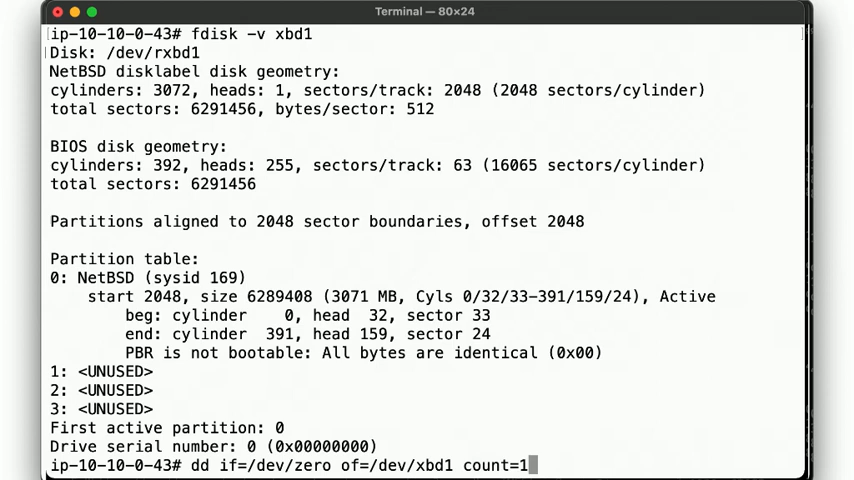 Terminal — 80×24
ip-10-10-0-43# fdisk -v xbd1
Disk: /dev/rxbd1
NetBSD disklabel disk geometry:
cylinders: 3072, heads: 1, sectors/track: 2048 (2048 sectors/cylinder)
total sectors: 6291456, bytes/sector: 512
BIOS disk geometry:
cylinders: 392, heads: 255, sectors/track: 63 (16065 sectors/cylinder)
total sectors: 6291456
Partitions aligned to 2048 sector boundaries, offset 2048
Partition table:
0: NetBSD (sysid 169)
    start 2048, size 6289408 (3071 MB, Cyls 0/32/33-391/159/24), Active
        beg: cylinder    0, head  32, sector 33
        end: cylinder  391, head 159, sector 24
        PBR is not bootable: All bytes are identical (0x00)
1: <UNUSED>
2: <UNUSED>
3: <UNUSED>
First active partition: 0
Drive serial number: 0 (0x00000000)
ip-10-10-0-43# dd if=/dev/zero of=/dev/xbd1 count=1